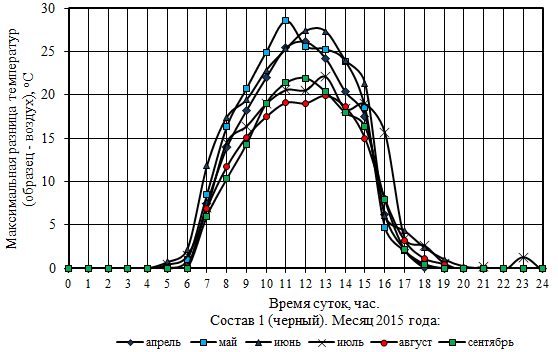 Максимальная разница температур
(образец - воздух), °С
30
25
20
15
10
5
0
0 1 2 3 4 5 6 7 8 9 10 11 12 13 14 15 16 17 18 19 20 21 22 23 24
Время суток, час.
Состав 1 (черный). Месяц 2015 года:
апрель май июнь июль август сентябрь